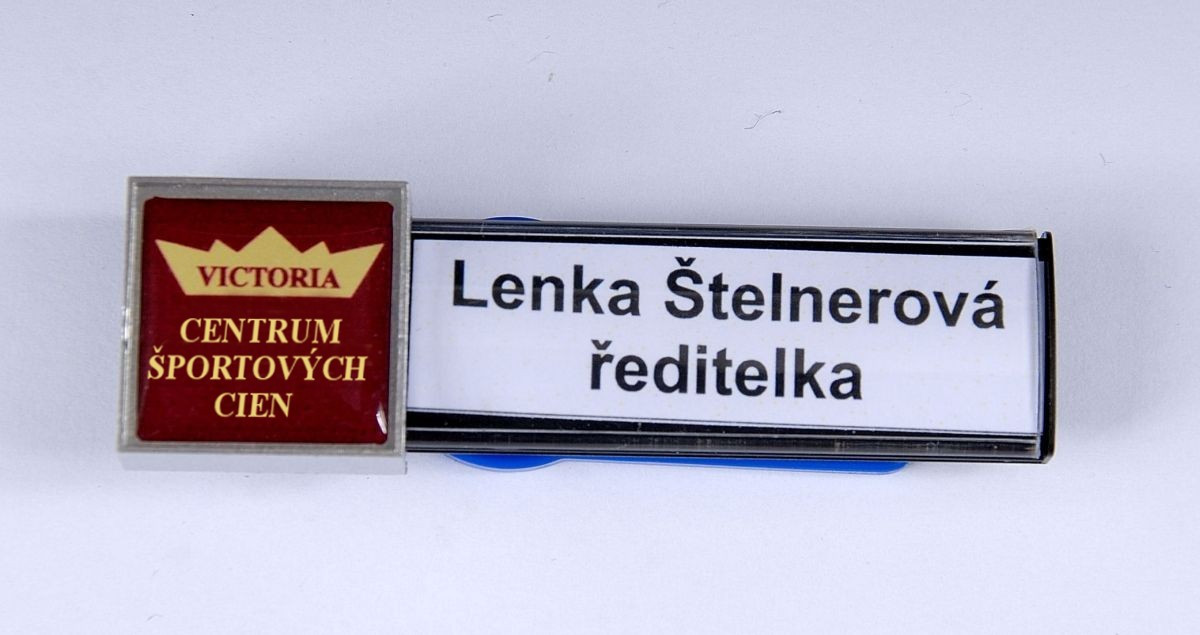 VICTORIA
CENTRUM
ŠPORTOVÝCH
CIEN
Lenka Štelnerová
ředitelka